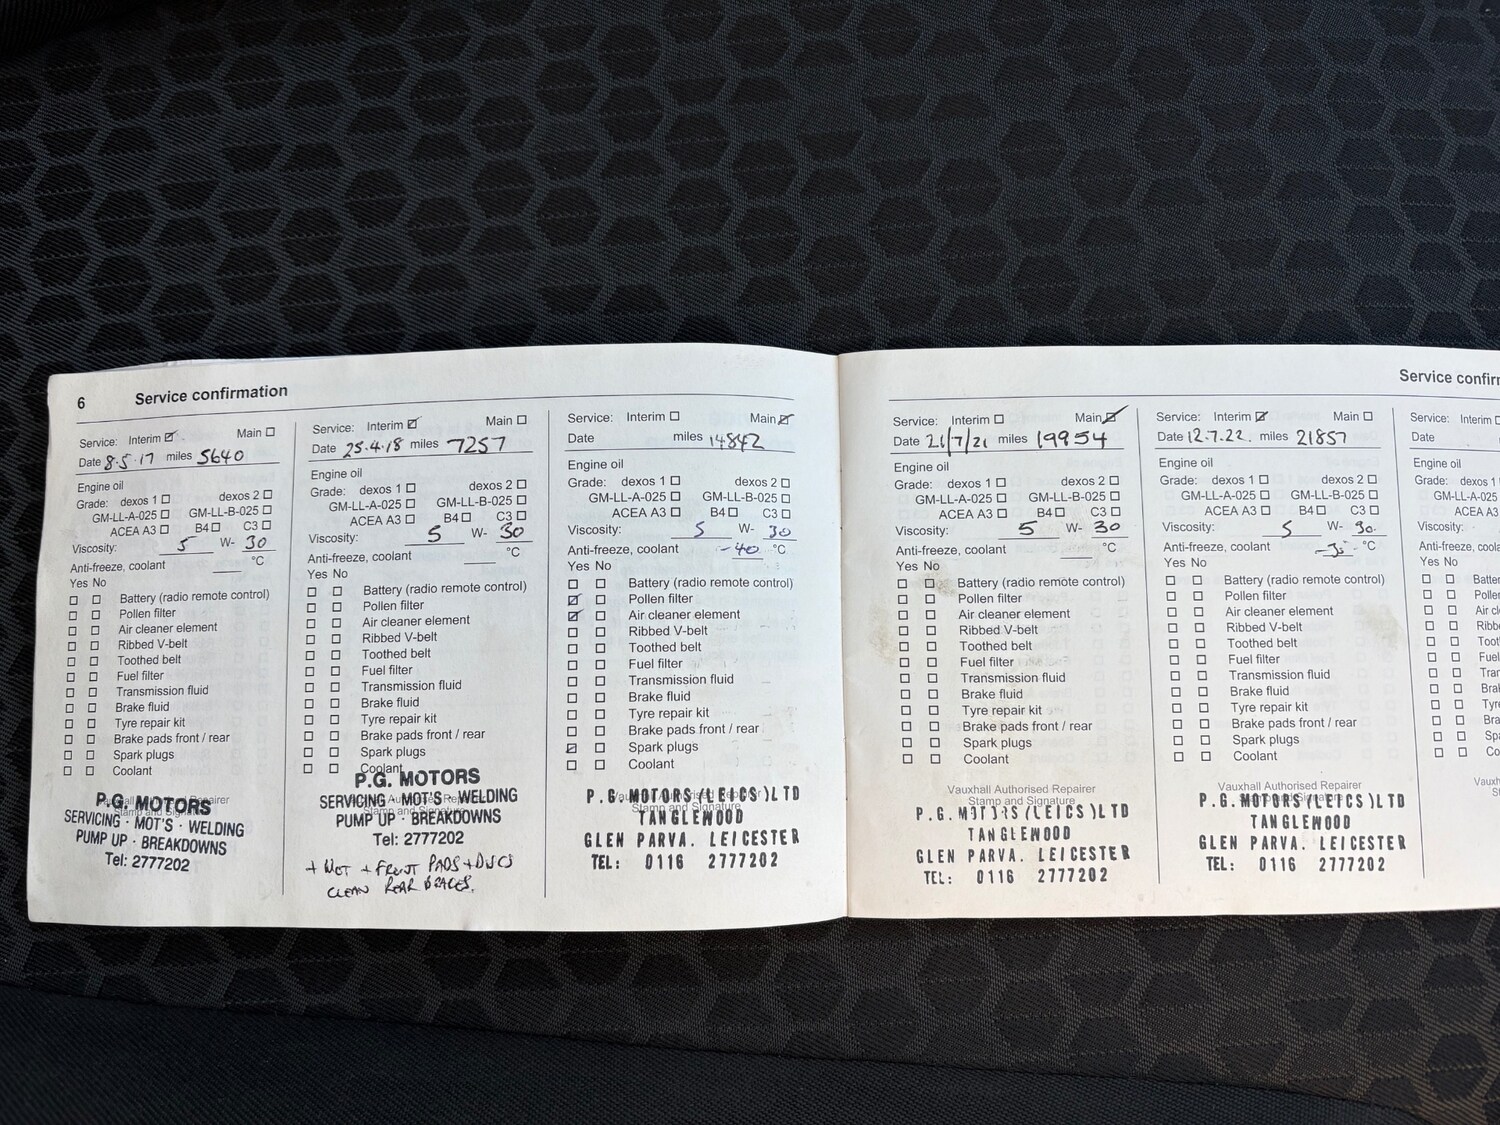 6 Service confirmation
Service: Interim Main
Date 8.5.17 miles 5640
Engine oil
Grade: dexos 1 dexos 2
GM-LL-A-025 GM-LL-B-025
ACEA A3 B4 C3
Viscosity: 5 W- 30
Anti-freeze, coolant °C
Yes No
Battery (radio remote control)
Pollen filter
Air cleaner element
Ribbed V-belt
Toothed belt
Fuel filter
Transmission fluid
Brake fluid
Tyre repair kit
Brake pads front / rear
Spark plugs
Coolant
P.G. MOTORS
SERVICING · MOT'S · WELDING
PUMP UP · BREAKDOWNS
Tel: 2777202
Service: Interim Main
Date 25.4.18 miles 7257
Engine oil
Grade: dexos 1 dexos 2
GM-LL-A-025 GM-LL-B-025
ACEA A3 B4 C3
Viscosity: 5 W- 30
Anti-freeze, coolant °C
Yes No
Battery (radio remote control)
Pollen filter
Air cleaner element
Ribbed V-belt
Toothed belt
Fuel filter
Transmission fluid
Brake fluid
Tyre repair kit
Brake pads front / rear
Spark plugs
Coolant
P.G. MOTORS
SERVICING · MOT'S · WELDING
PUMP UP · BREAKDOWNS
Tel: 2777202
+ MOT + FRONT PADS + DISCS
CLEAN REAR BRAKES.
Service: Interim Main
Date miles 14842
Engine oil
Grade: dexos 1 dexos 2
GM-LL-A-025 GM-LL-B-025
ACEA A3 B4 C3
Viscosity: 5 W- 30
Anti-freeze, coolant -40 °C
Yes No
Battery (radio remote control)
Pollen filter
Air cleaner element
Ribbed V-belt
Toothed belt
Fuel filter
Transmission fluid
Brake fluid
Tyre repair kit
Brake pads front / rear
Spark plugs
Coolant
P.G MOTORS (LEICS) LTD
TANGLEWOOD
GLEN PARVA. LEICESTER
TEL: 0116 2777202
Service: Interim Main
Date 21/7/21 miles 19954
Engine oil
Grade: dexos 1 dexos 2
GM-LL-A-025 GM-LL-B-025
ACEA A3 B4 C3
Viscosity: 5 W- 30
Anti-freeze, coolant °C
Yes No
Battery (radio remote control)
Pollen filter
Air cleaner element
Ribbed V-belt
Toothed belt
Fuel filter
Transmission fluid
Brake fluid
Tyre repair kit
Brake pads front / rear
Spark plugs
Coolant
Vauxhall Authorised Repairer
Stamp and Signature
P.G. MOTORS (LEICS) LTD
TANGLEWOOD
GLEN PARVA. LEICESTER
TEL: 0116 2777202
Service: Interim Main
Date 12.7.22. miles 21857
Engine oil
Grade: dexos 1 dexos 2
GM-LL-A-025 GM-LL-B-025
ACEA A3 B4 C3
Viscosity: 5 W- 30.
Anti-freeze, coolant °C
Yes No
Battery (radio remote control)
Pollen filter
Air cleaner element
Ribbed V-belt
Toothed belt
Fuel filter
Transmission fluid
Brake fluid
Tyre repair kit
Brake pads front / rear
Spark plugs
Coolant
Vauxhall Authorised Repairer
P.G. MOTORS (LEICS) LTD
TANGLEWOOD
GLEN PARVA. LEICESTER
TEL: 0116 2777202
Service
Service: Interim
Date
Engine oil
Grade:
GM-LL-A-025
ACEA
Viscosity:
Yes No